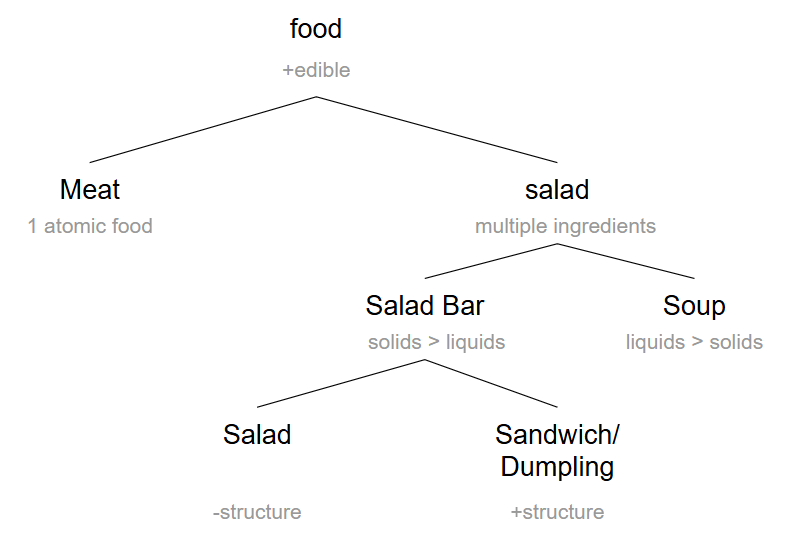 food
+edible
Meat
1 atomic food
salad
multiple ingredients
Salad Bar
solids > liquids
Soup
liquids > solids
Salad
-structure
Sandwich/
Dumpling
+structure